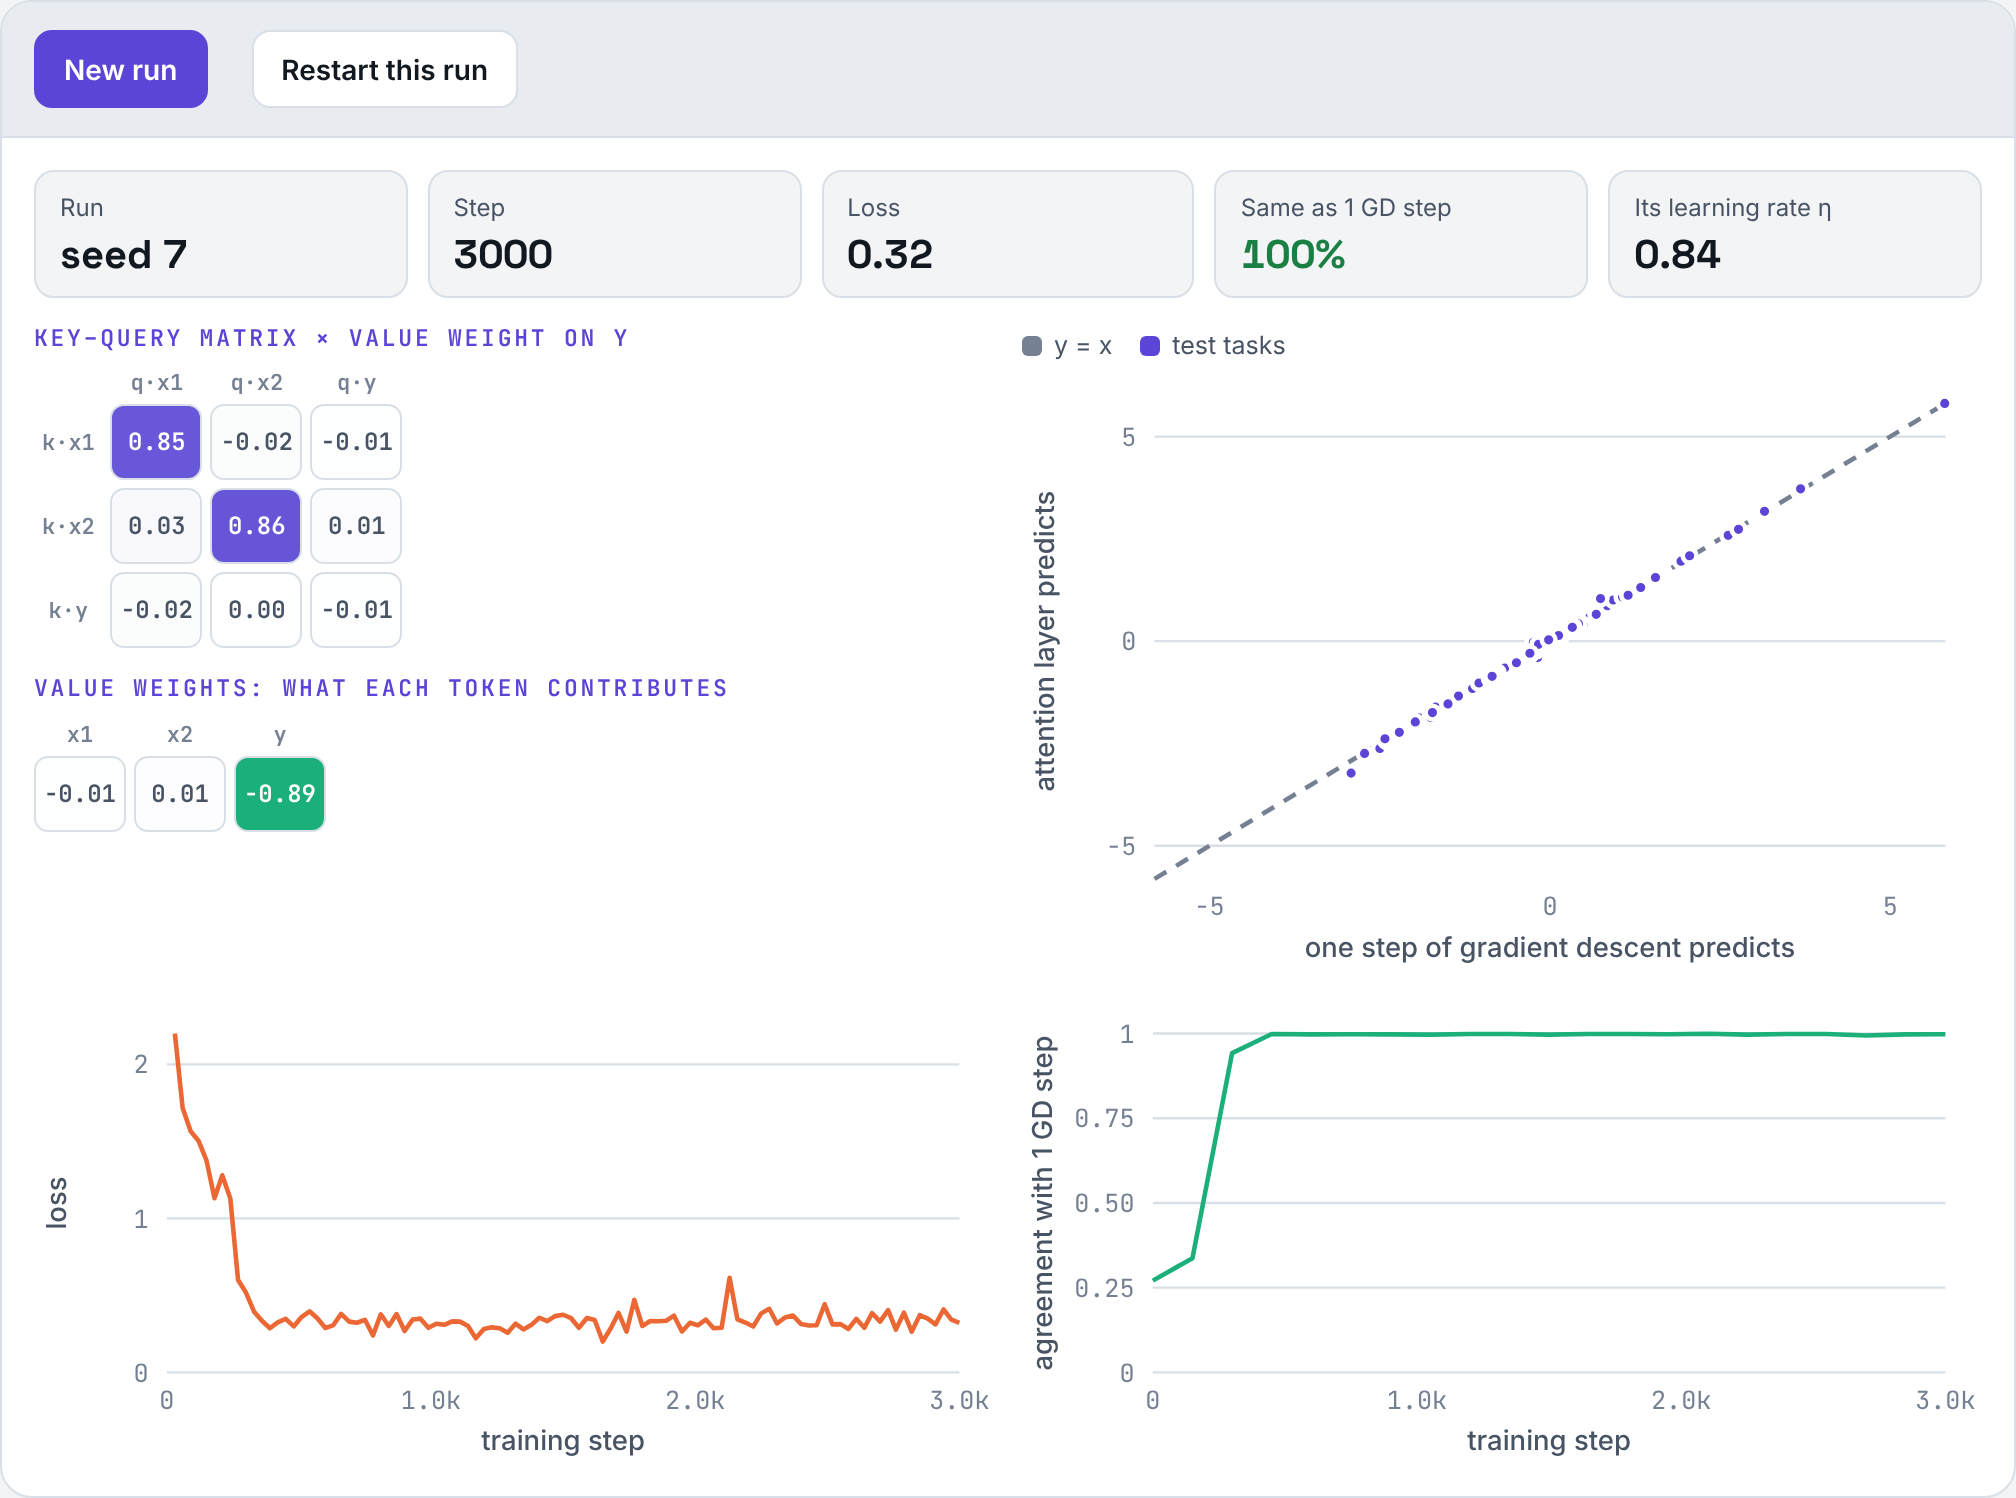 New run
Restart this run
Run
seed 7
Step
3000
Loss
0.32
Same as 1 GD step
100%
Its learning rate η
0.84
KEY–QUERY MATRIX × VALUE WEIGHT ON Y
q·x1 q·x2 q·y
k·x1 0.85 -0.02 -0.01
k·x2 0.03 0.86 0.01
k·y -0.02 0.00 -0.01
VALUE WEIGHTS: WHAT EACH TOKEN CONTRIBUTES
x1 x2 y
-0.01 0.01 -0.89
y = x test tasks
attention layer predicts
5
0
-5
-5 0 5
one step of gradient descent predicts
loss
2
1
0
0 1.0k 2.0k 3.0k
training step
agreement with 1 GD step
1
0.75
0.50
0.25
0
0 1.0k 2.0k 3.0k
training step